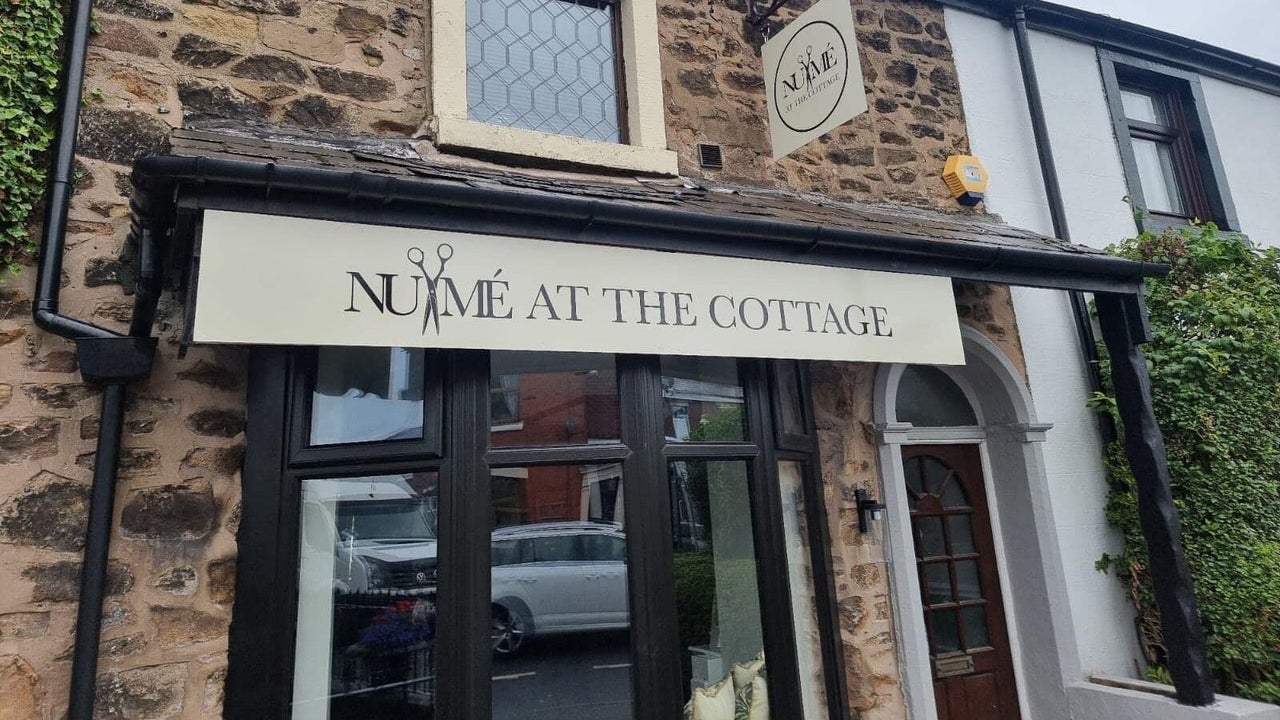 NUMÉ
AT THE COTTAGE
NUMÉ AT THE COTTAGE